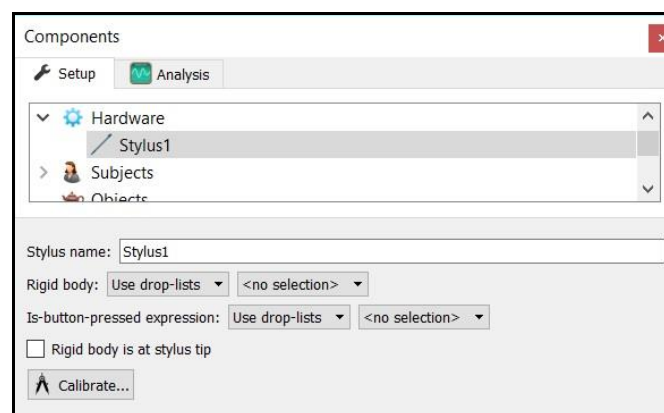 Components
Setup Analysis
Hardware
Stylus1
Subjects
Objects
Stylus name: Stylus1
Rigid body: Use drop-lists <no selection>
Is-button-pressed expression: Use drop-lists <no selection>
Rigid body is at stylus tip
Calibrate...